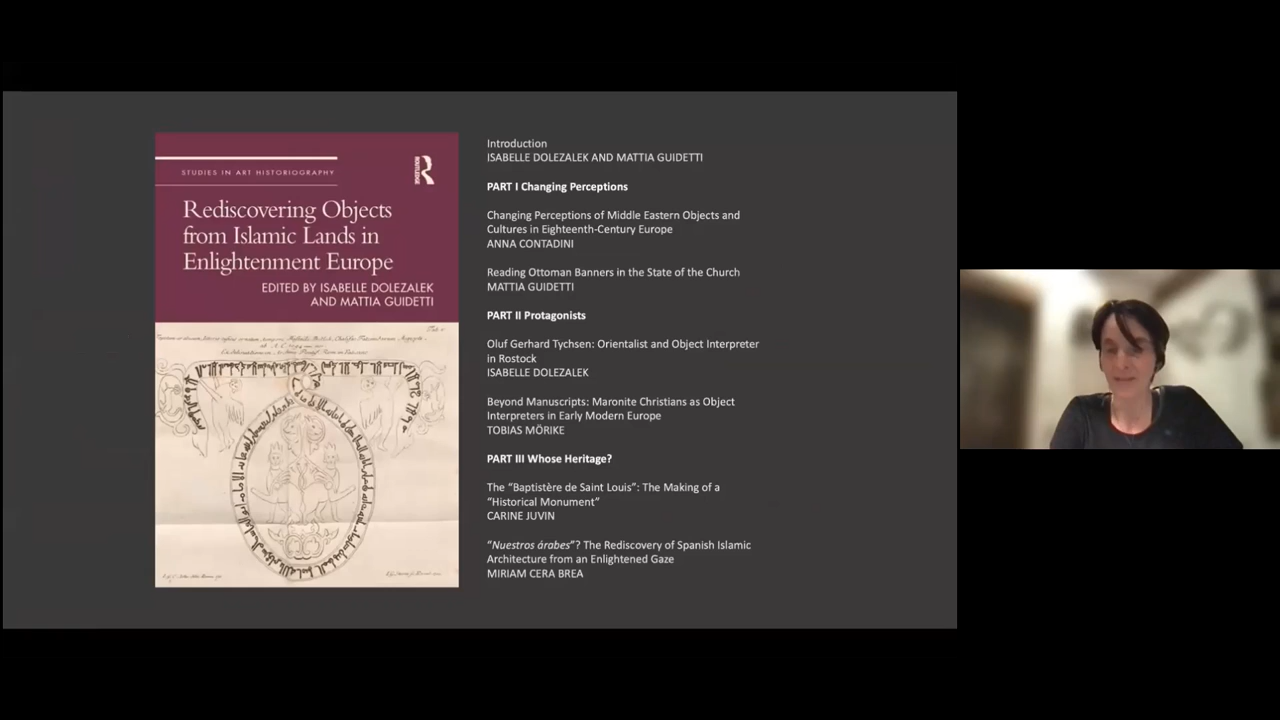 STUDIES IN ART HISTORIOGRAPHY
ROUTLEDGE
Rediscovering Objects
from Islamic Lands in
Enlightenment Europe
EDITED BY ISABELLE DOLEZALEK
AND MATTIA GUIDETTI
Introduction
ISABELLE DOLEZALEK AND MATTIA GUIDETTI
PART I Changing Perceptions
Changing Perceptions of Middle Eastern Objects and
Cultures in Eighteenth-Century Europe
ANNA CONTADINI
Reading Ottoman Banners in the State of the Church
MATTIA GUIDETTI
PART II Protagonists
Oluf Gerhard Tychsen: Orientalist and Object Interpreter
in Rostock
ISABELLE DOLEZALEK
Beyond Manuscripts: Maronite Christians as Object
Interpreters in Early Modern Europe
TOBIAS MÖRIKE
PART III Whose Heritage?
The “Baptistère de Saint Louis”: The Making of a
“Historical Monument”
CARINE JUVIN
“Nuestros árabes”? The Rediscovery of Spanish Islamic
Architecture from an Enlightened Gaze
MIRIAM CERA BREA